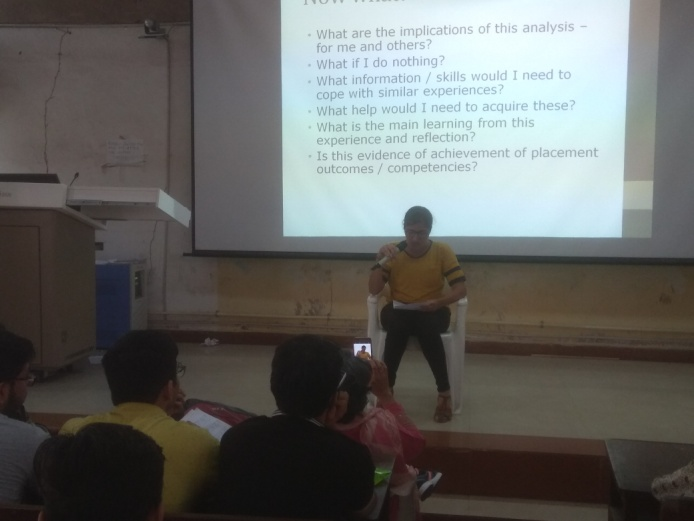 Now what?
• What are the implications of this analysis –
for me and others?
• What if I do nothing?
• What information / skills would I need to
cope with similar experiences?
• What help would I need to acquire these?
• What is the main learning from this
experience and reflection?
• Is this evidence of achievement of placement
outcomes / competencies?